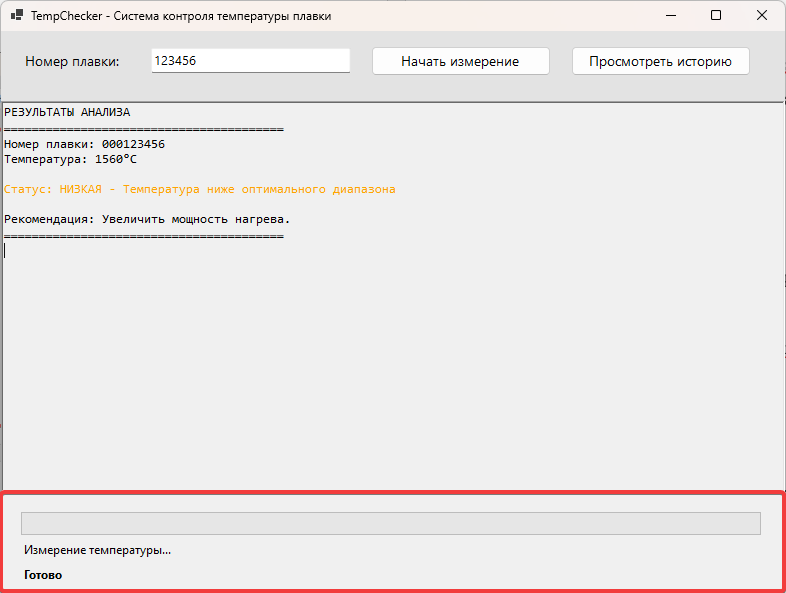 TempChecker - Система контроля температуры плавки
Номер плавки: 123456 Начать измерение Просмотреть историю
РЕЗУЛЬТАТЫ АНАЛИЗА
========================================
Номер плавки: 000123456
Температура: 1560°C
Статус: НИЗКАЯ - Температура ниже оптимального диапазона
Рекомендация: Увеличить мощность нагрева.
========================================
Измерение температуры...
Готово